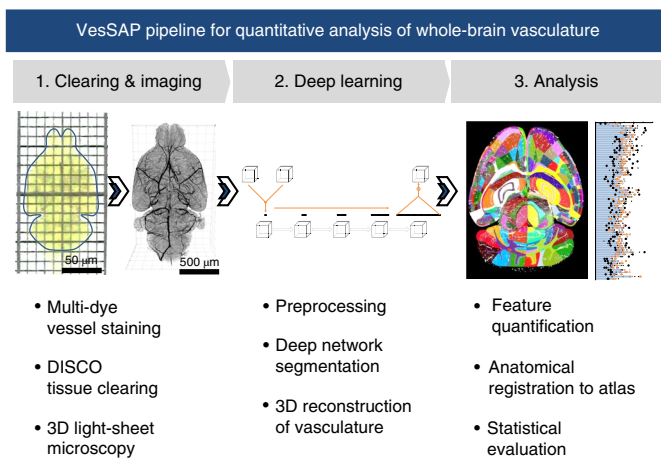 VesSAP pipeline for quantitative analysis of whole-brain vasculature
1. Clearing & imaging
2. Deep learning
3. Analysis
50 μm
500 μm
• Multi-dye
vessel staining
• DISCO
tissue clearing
• 3D light-sheet
microscopy
• Preprocessing
• Deep network
segmentation
• 3D reconstruction
of vasculature
• Feature
quantification
• Anatomical
registration to atlas
• Statistical
evaluation